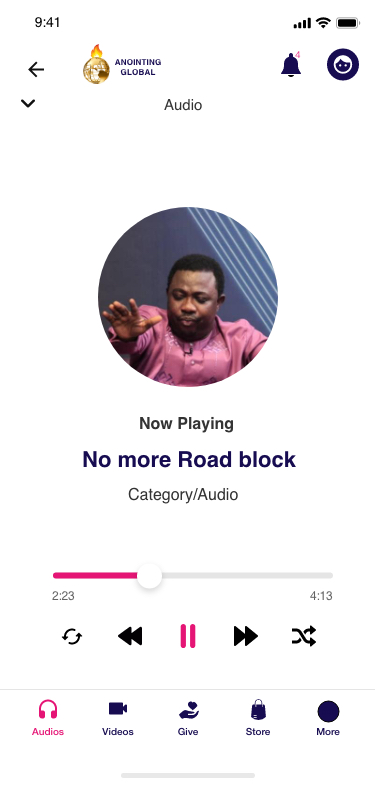 9:41
ANOINTING
GLOBAL
4
Audio
Now Playing
No more Road block
Category/Audio
2:23
4:13
Audios
Videos
Give
Store
More